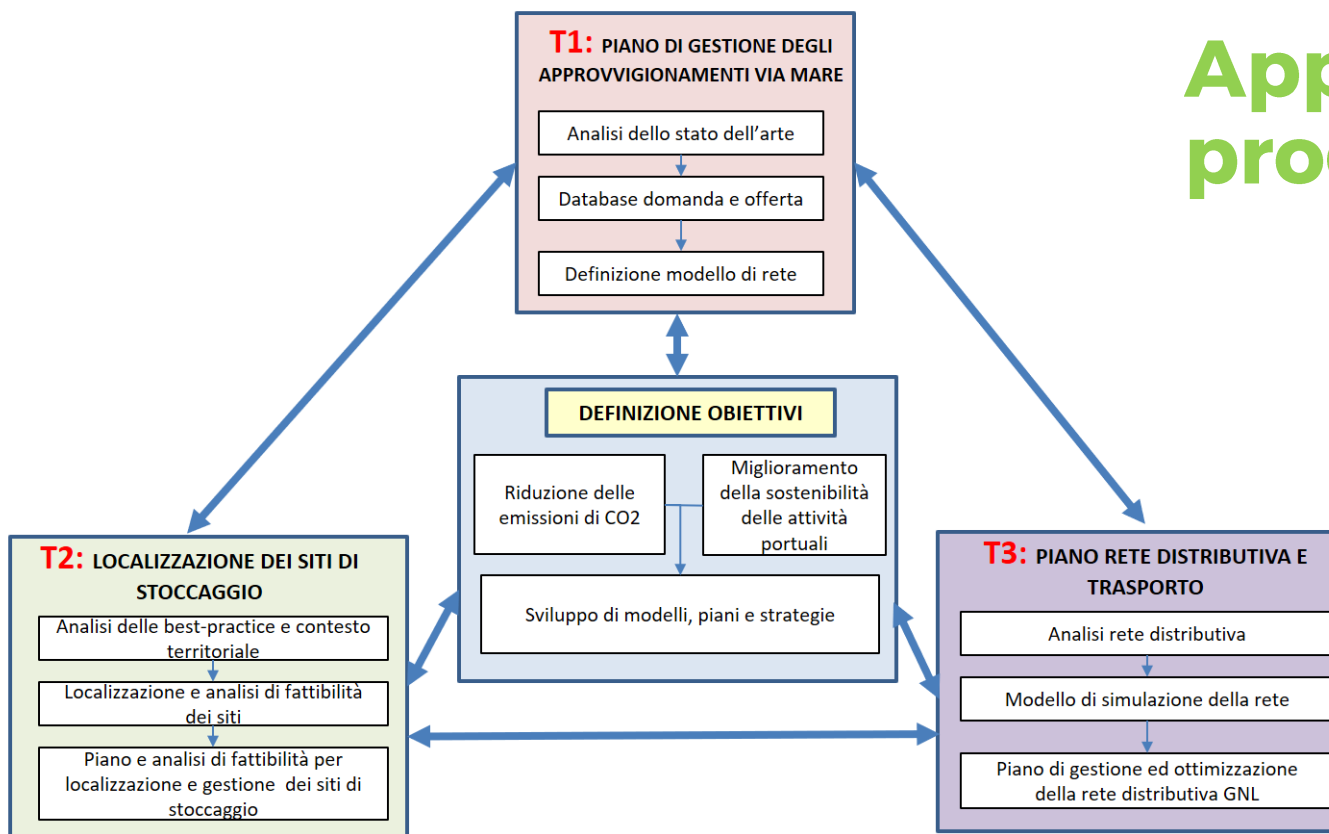 App
pro
T1: PIANO DI GESTIONE DEGLI
APPROVVIGIONAMENTI VIA MARE
Analisi dello stato dell’arte
Database domanda e offerta
Definizione modello di rete
DEFINIZIONE OBIETTIVI
Riduzione delle
emissioni di CO2
Miglioramento
della sostenibilità
delle attività
portuali
Sviluppo di modelli, piani e strategie
T2: LOCALIZZAZIONE DEI SITI DI
STOCCAGGIO
Analisi delle best-practice e contesto
territoriale
Localizzazione e analisi di fattibilità
dei siti
Piano e analisi di fattibilità per
localizzazione e gestione dei siti di
stoccaggio
T3: PIANO RETE DISTRIBUTIVA E
TRASPORTO
Analisi rete distributiva
Modello di simulazione della rete
Piano di gestione ed ottimizzazione
della rete distributiva GNL